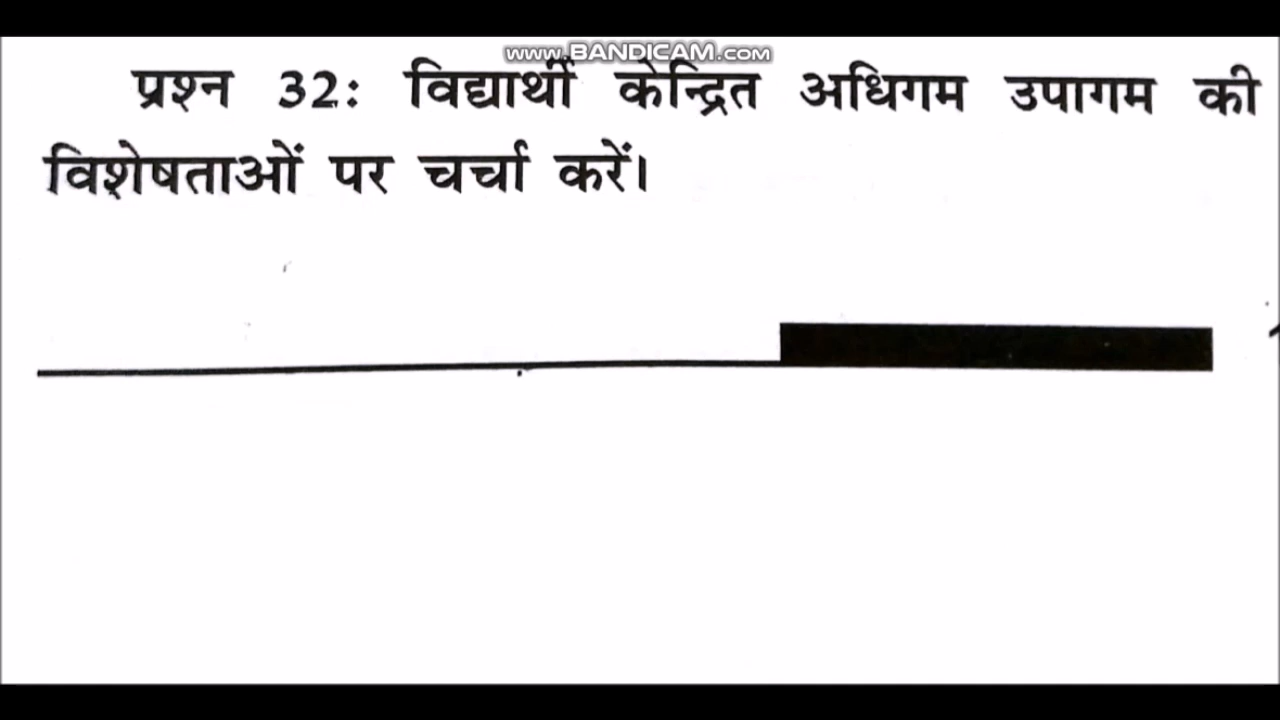 www.BANDICAM.com
प्रश्न 32: विद्यार्थी केन्द्रित अधिगम उपागम की
विशेषताओं पर चर्चा करें।